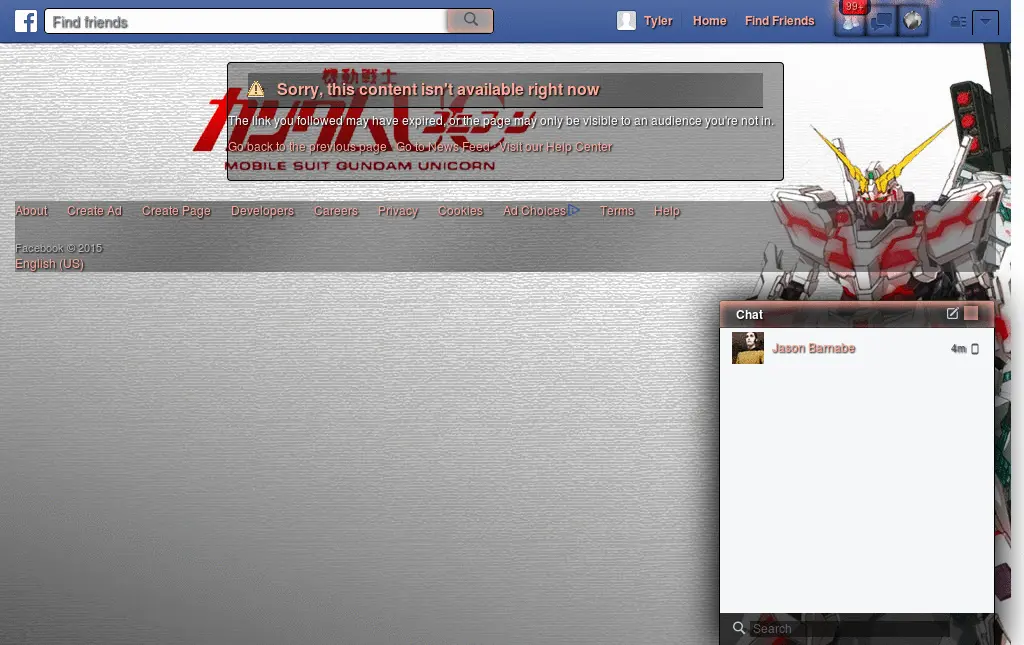 f Find friends Tyler Home Find Friends 99+
機動戦士
Sorry, this content isn't available right now
The link you followed may have expired, or the page may only be visible to an audience you're not in.
Go back to the previous page · Go to News Feed · Visit our Help Center
MOBILE SUIT GUNDAM UNICORN
About Create Ad Create Page Developers Careers Privacy Cookies Ad Choices Terms Help
Facebook © 2015
English (US)
Chat
Jason Barnabe 4m
Search